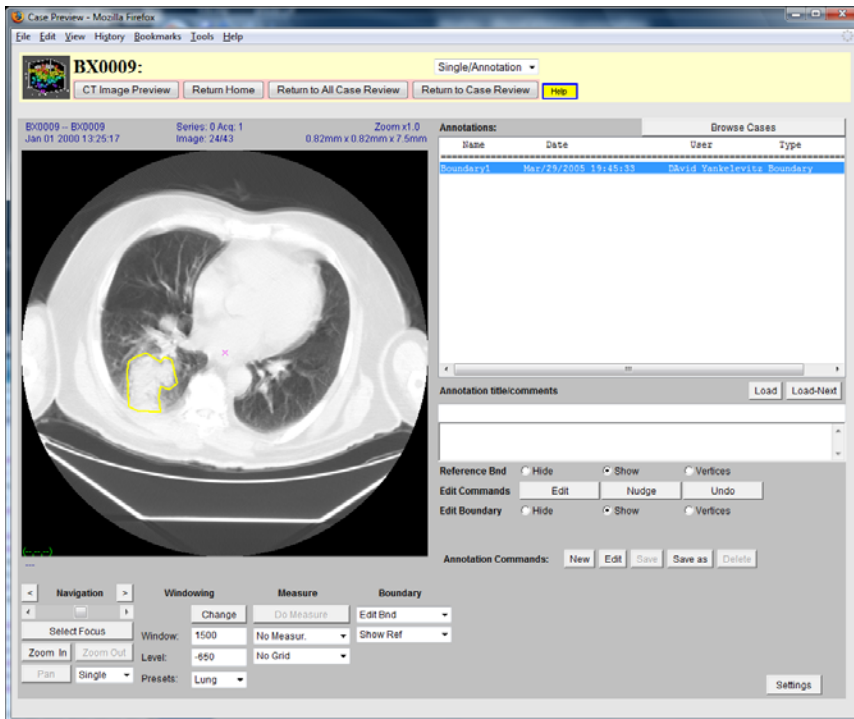 Case Preview - Mozilla Firefox
File Edit View History Bookmarks Tools Help
BX0009:
Single/Annotation
CT Image Preview Return Home Return to All Case Review Return to Case Review Help
BX0009 -- BX0009 Series: 0 Acq: 1 Zoom x1.0
Jan 01 2000 13:25:17 Image: 24/43 0.82mm x 0.82mm x 7.5mm
Annotations: Browse Cases
Name Date User Type
Boundary1 Mar/29/2005 19:45:33 DAvid Yankelevitz Boundary
Annotation title/comments Load Load-Next
Reference Bnd Hide Show Vertices
Edit Commands Edit Nudge Undo
Edit Boundary Hide Show Vertices
(--,--,--)
---
Annotation Commands: New Edit Save Save as Delete
< Navigation > Windowing Measure Boundary
Change Do Measure Edit Bnd
Select Focus Window: 1500 No Measur. Show Ref
Zoom In Zoom Out Level: -650 No Grid
Pan Single Presets: Lung
Settings